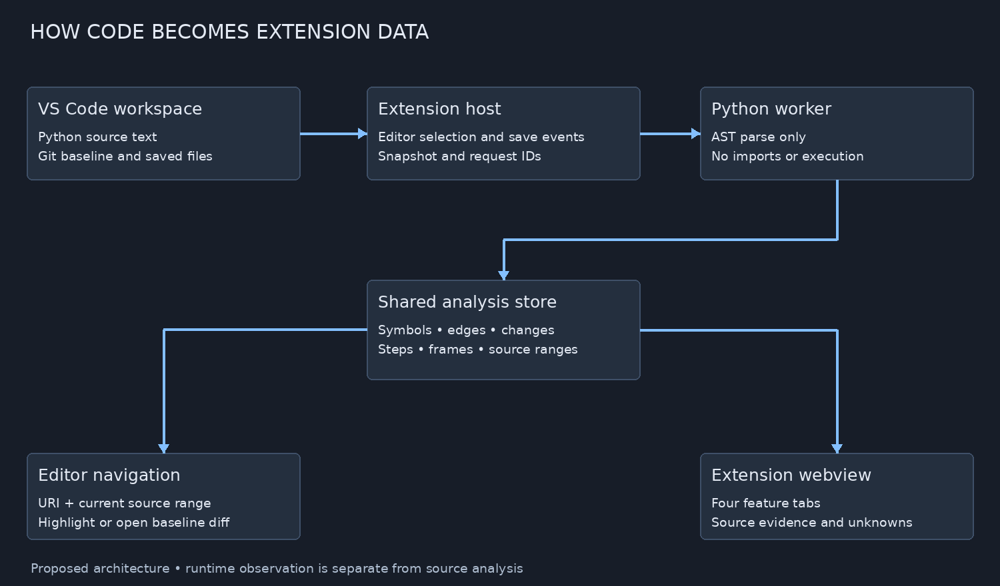 HOW CODE BECOMES EXTENSION DATA
VS Code workspace
Python source text
Git baseline and saved files
Extension host
Editor selection and save events
Snapshot and request IDs
Python worker
AST parse only
No imports or execution
Shared analysis store
Symbols • edges • changes
Steps • frames • source ranges
Editor navigation
URI + current source range
Highlight or open baseline diff
Extension webview
Four feature tabs
Source evidence and unknowns
Proposed architecture • runtime observation is separate from source analysis